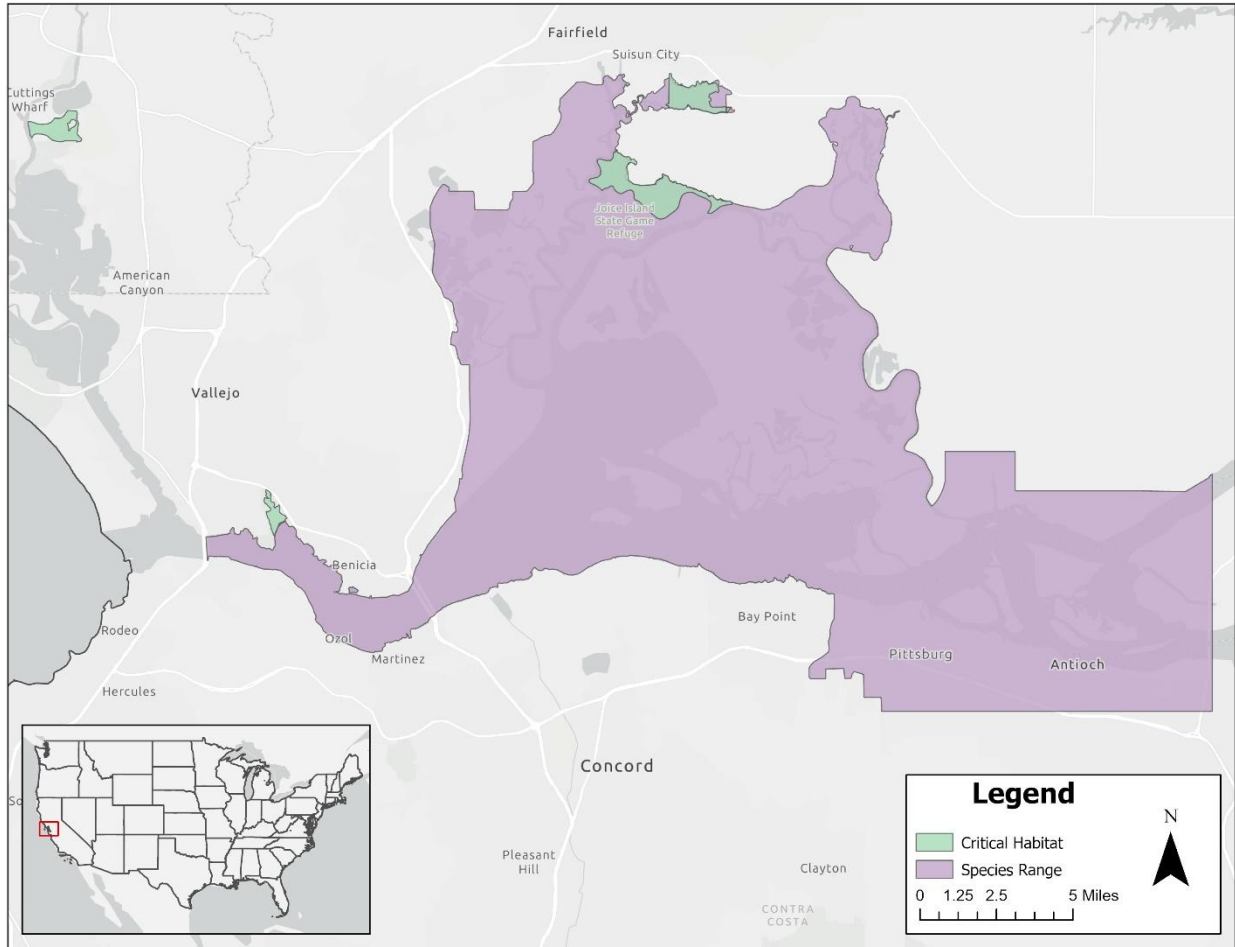 Fairfield
Suisun City
Cuttings
Wharf
Joice Island
State Game
Refuge
American
Canyon
Vallejo
Benicia
Rodeo
Ozol
Martinez
Bay Point
Pittsburg
Antioch
Hercules
Concord
So
Pleasant
Hill
Clayton
CONTRA
COSTA
Legend
Critical Habitat
Species Range
0 1.25 2.5 5 Miles
N